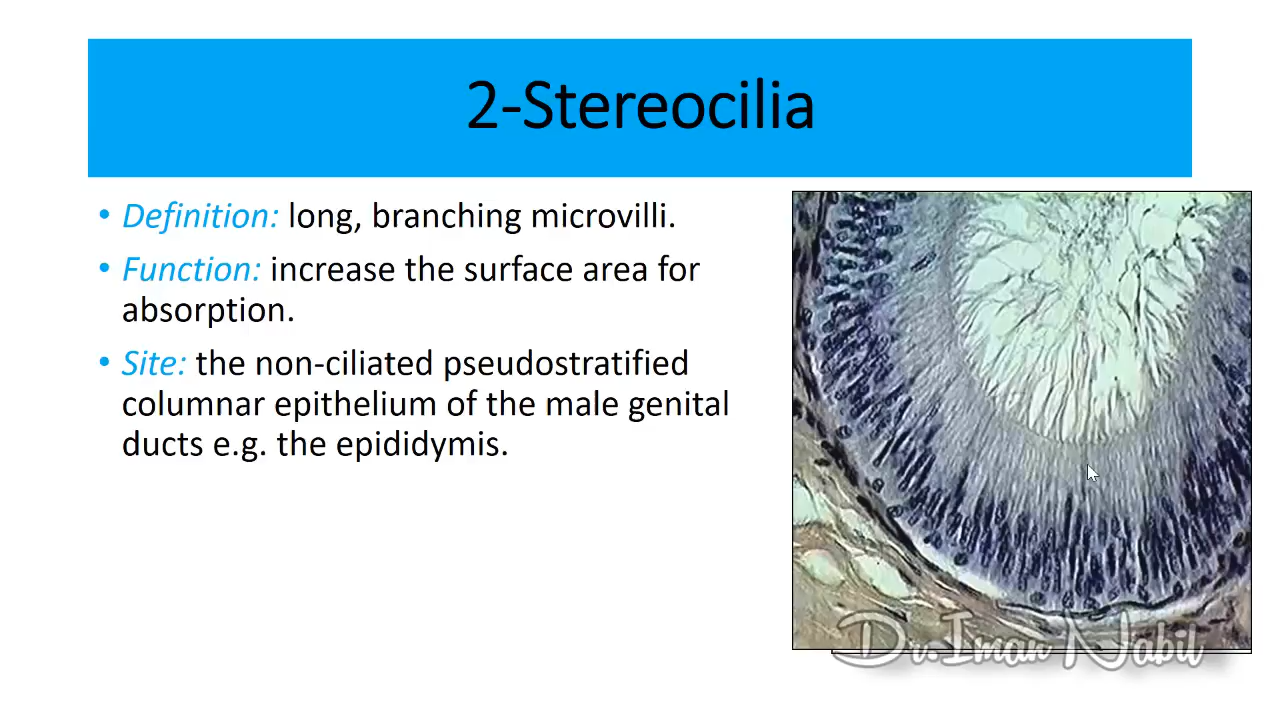 2-Stereocilia
• Definition: long, branching microvilli.
• Function: increase the surface area for
absorption.
• Site: the non-ciliated pseudostratified
columnar epithelium of the male genital
ducts e.g. the epididymis.
Dr.Iman Nabil